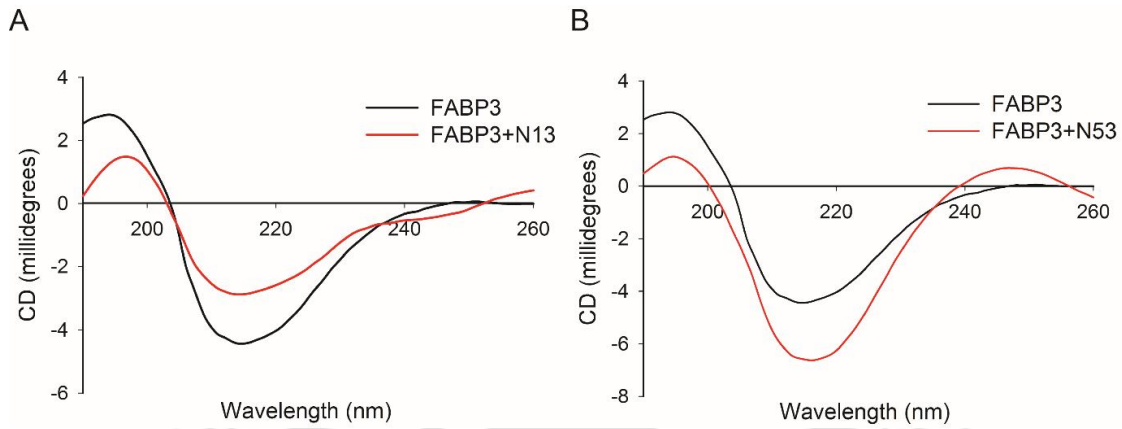 A
B
4
2
0
-2
-4
-6
200
220
240
260
FABP3
FABP3+N13
CD (millidegrees)
Wavelength (nm)
4
2
0
-2
-4
-6
-8
200
220
240
260
FABP3
FABP3+N53
CD (millidegrees)
Wavelength (nm)